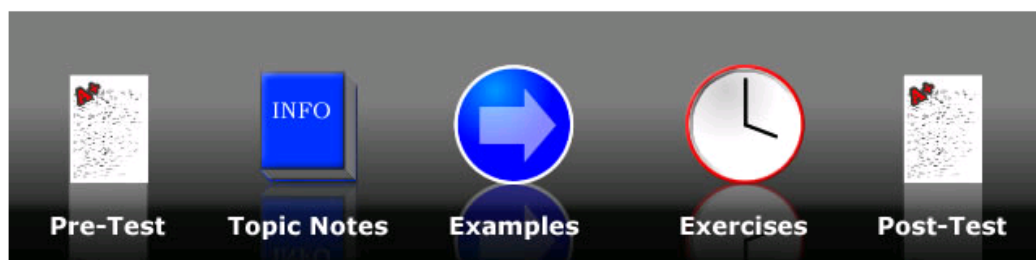 A+
INFO
A+
Pre-Test
Topic Notes
Examples
Exercises
Post-Test